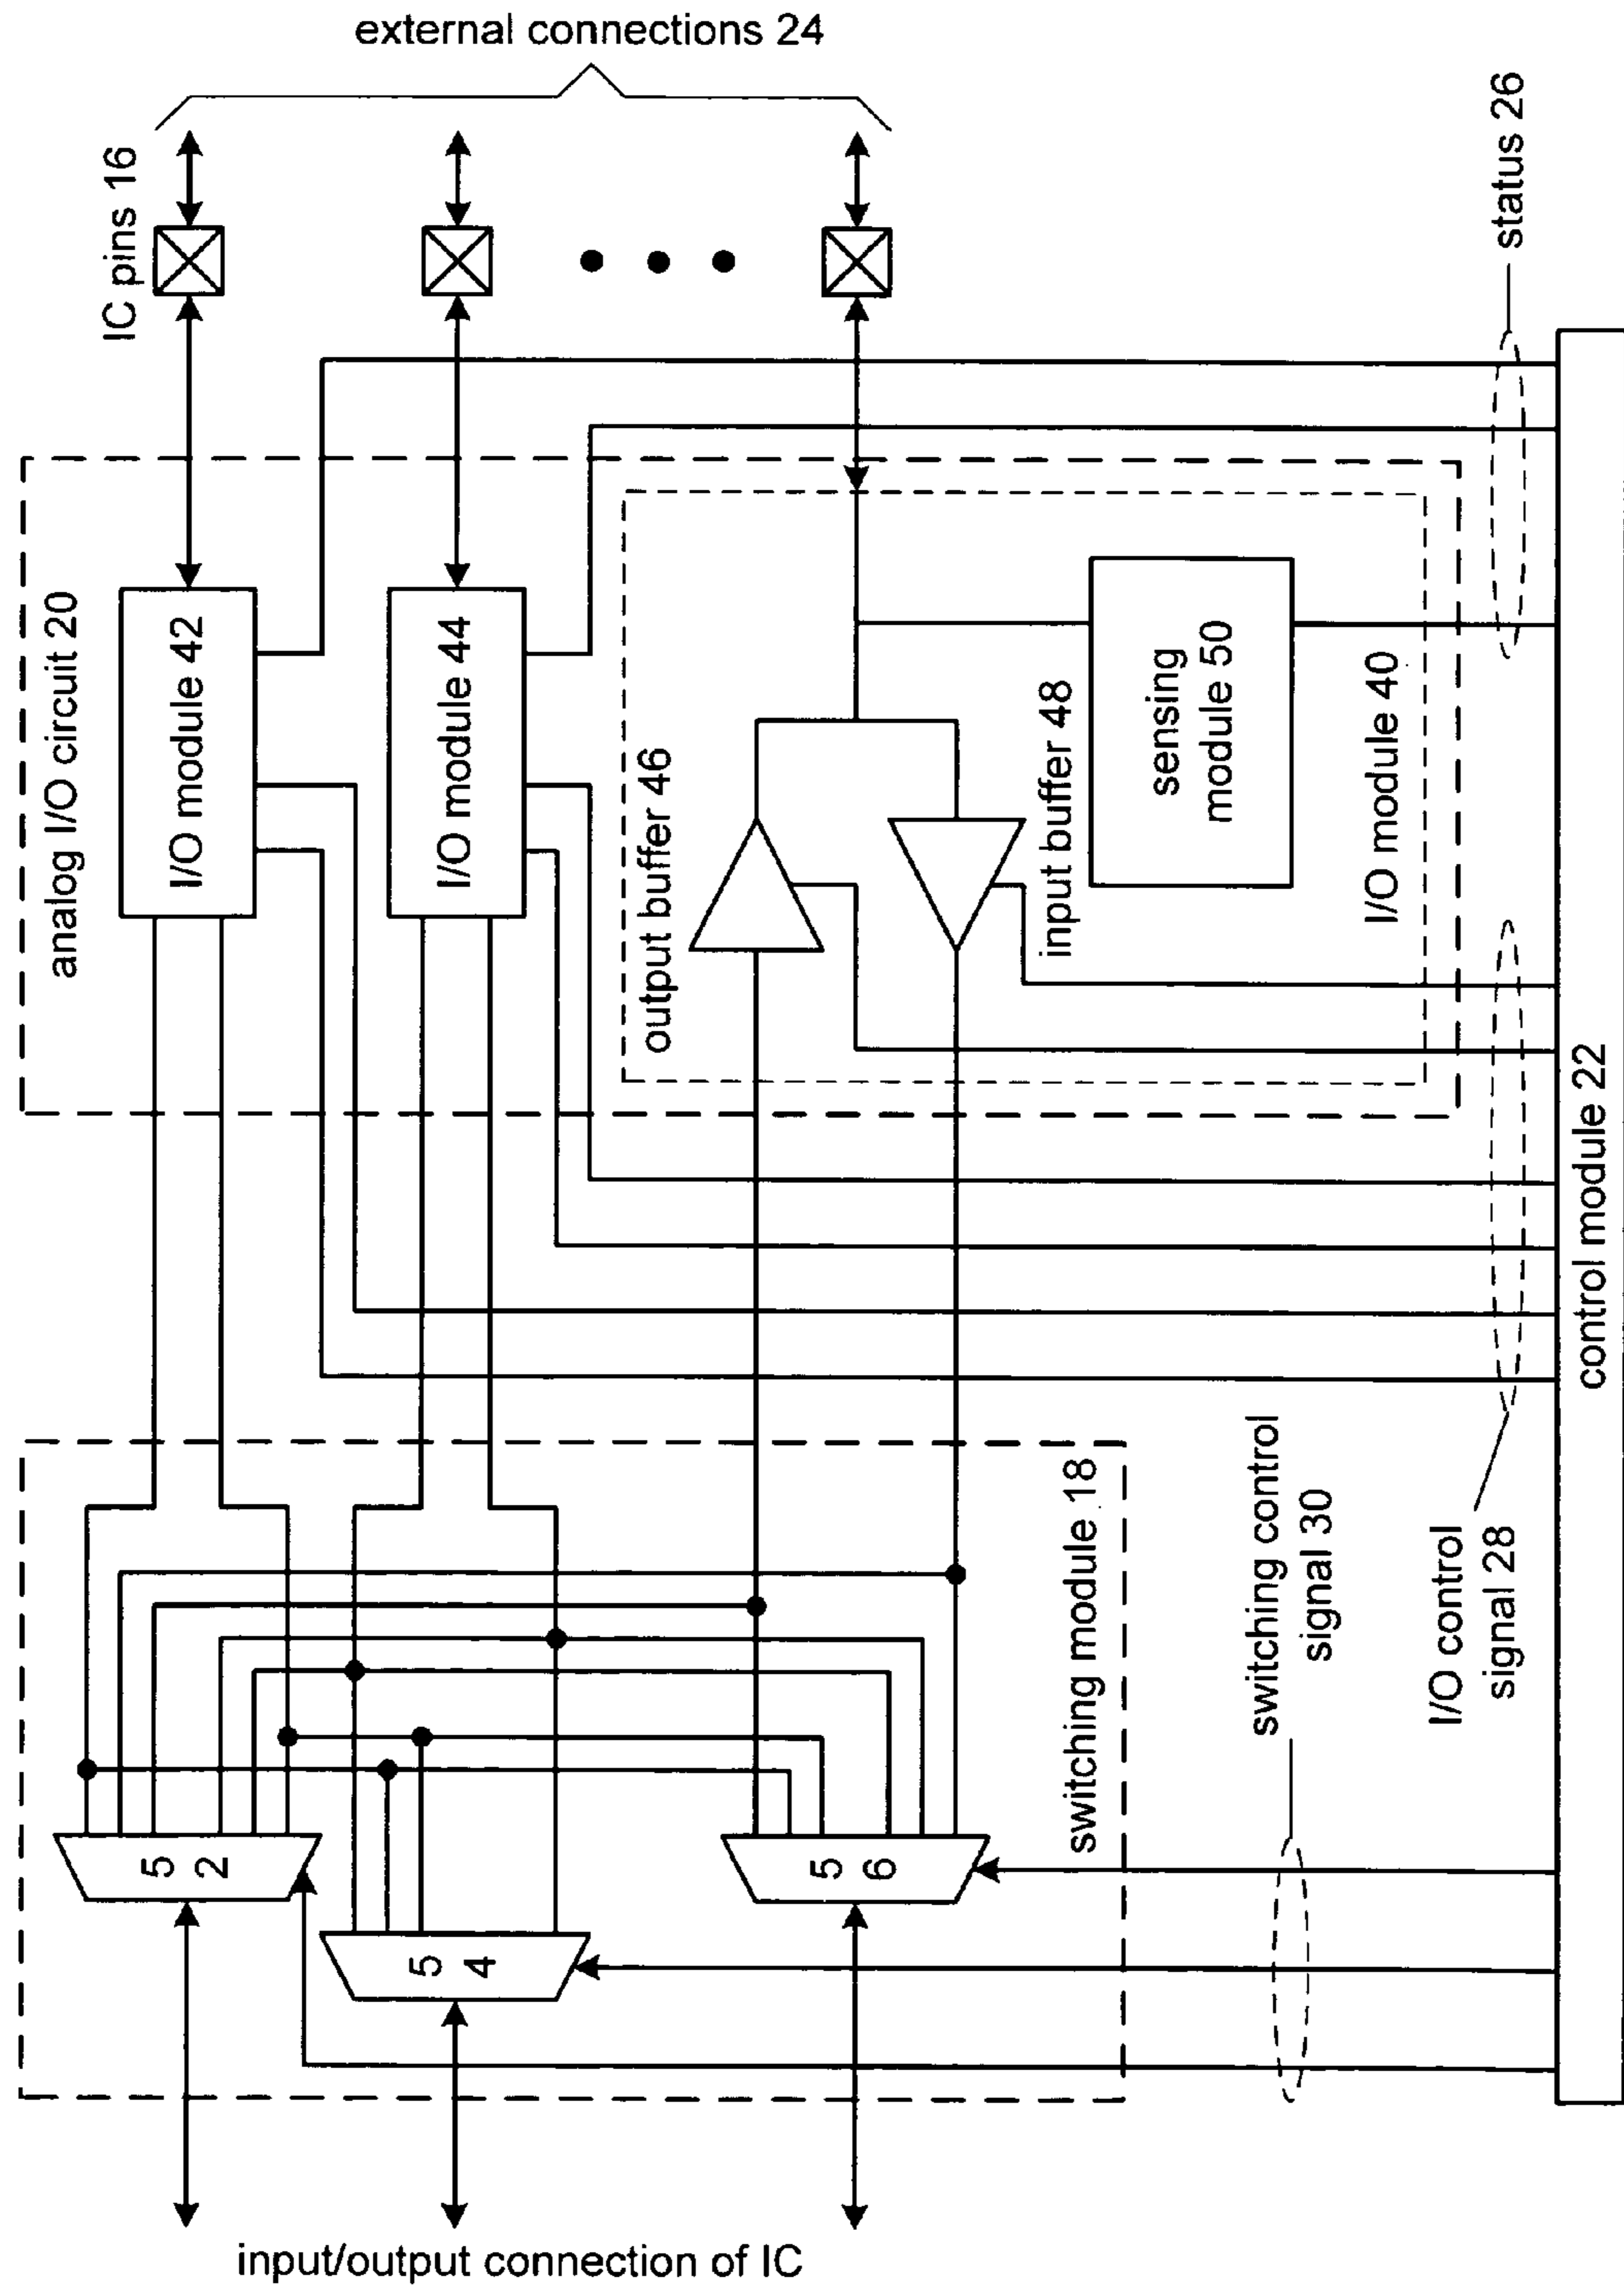 external connections 24
IC pins 16
status 26
analog I/O circuit 20
I/O module 42
I/O module 44
output buffer 46
input buffer 48
sensing
module 50
I/O module 40
control module 22
switching module 18
switching control
signal 30
I/O control
signal 28
5 2
5 4
5 6
input/output connection of IC